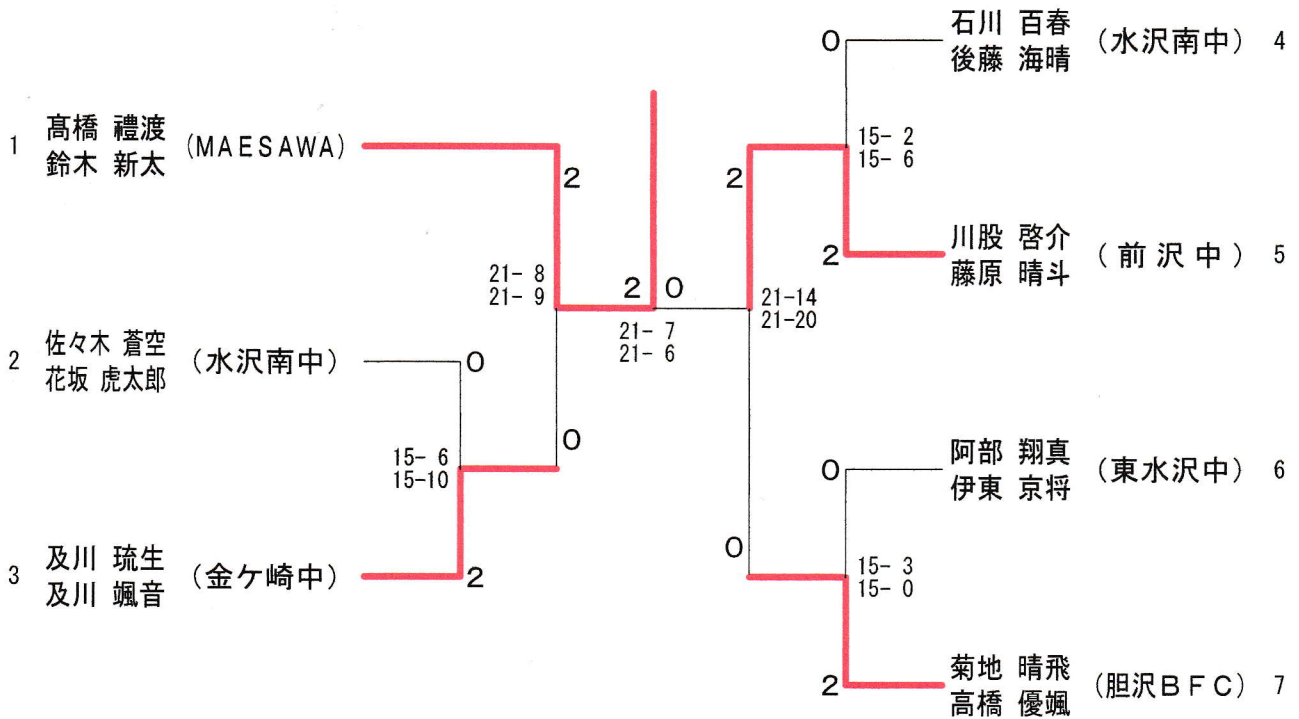 1 髙橋 禮渡 (MAESAWA)
鈴木 新太
2
21- 8
21- 9
2 佐々木 蒼空 (水沢南中)
花坂 虎太郎
0
15- 6
15-10
0
3 及川 琉生 (金ケ崎中)
及川 颯音
2
2 0
21- 7
21- 6
0 石川 百春 (水沢南中) 4
後藤 海晴
15- 2
15- 6
2
2 川股 啓介 (前沢中) 5
藤原 晴斗
21-14
21-20
0 阿部 翔真 (東水沢中) 6
伊東 京将
0
15- 3
15- 0
2 菊地 晴飛 (胆沢BFC) 7
高橋 優颯